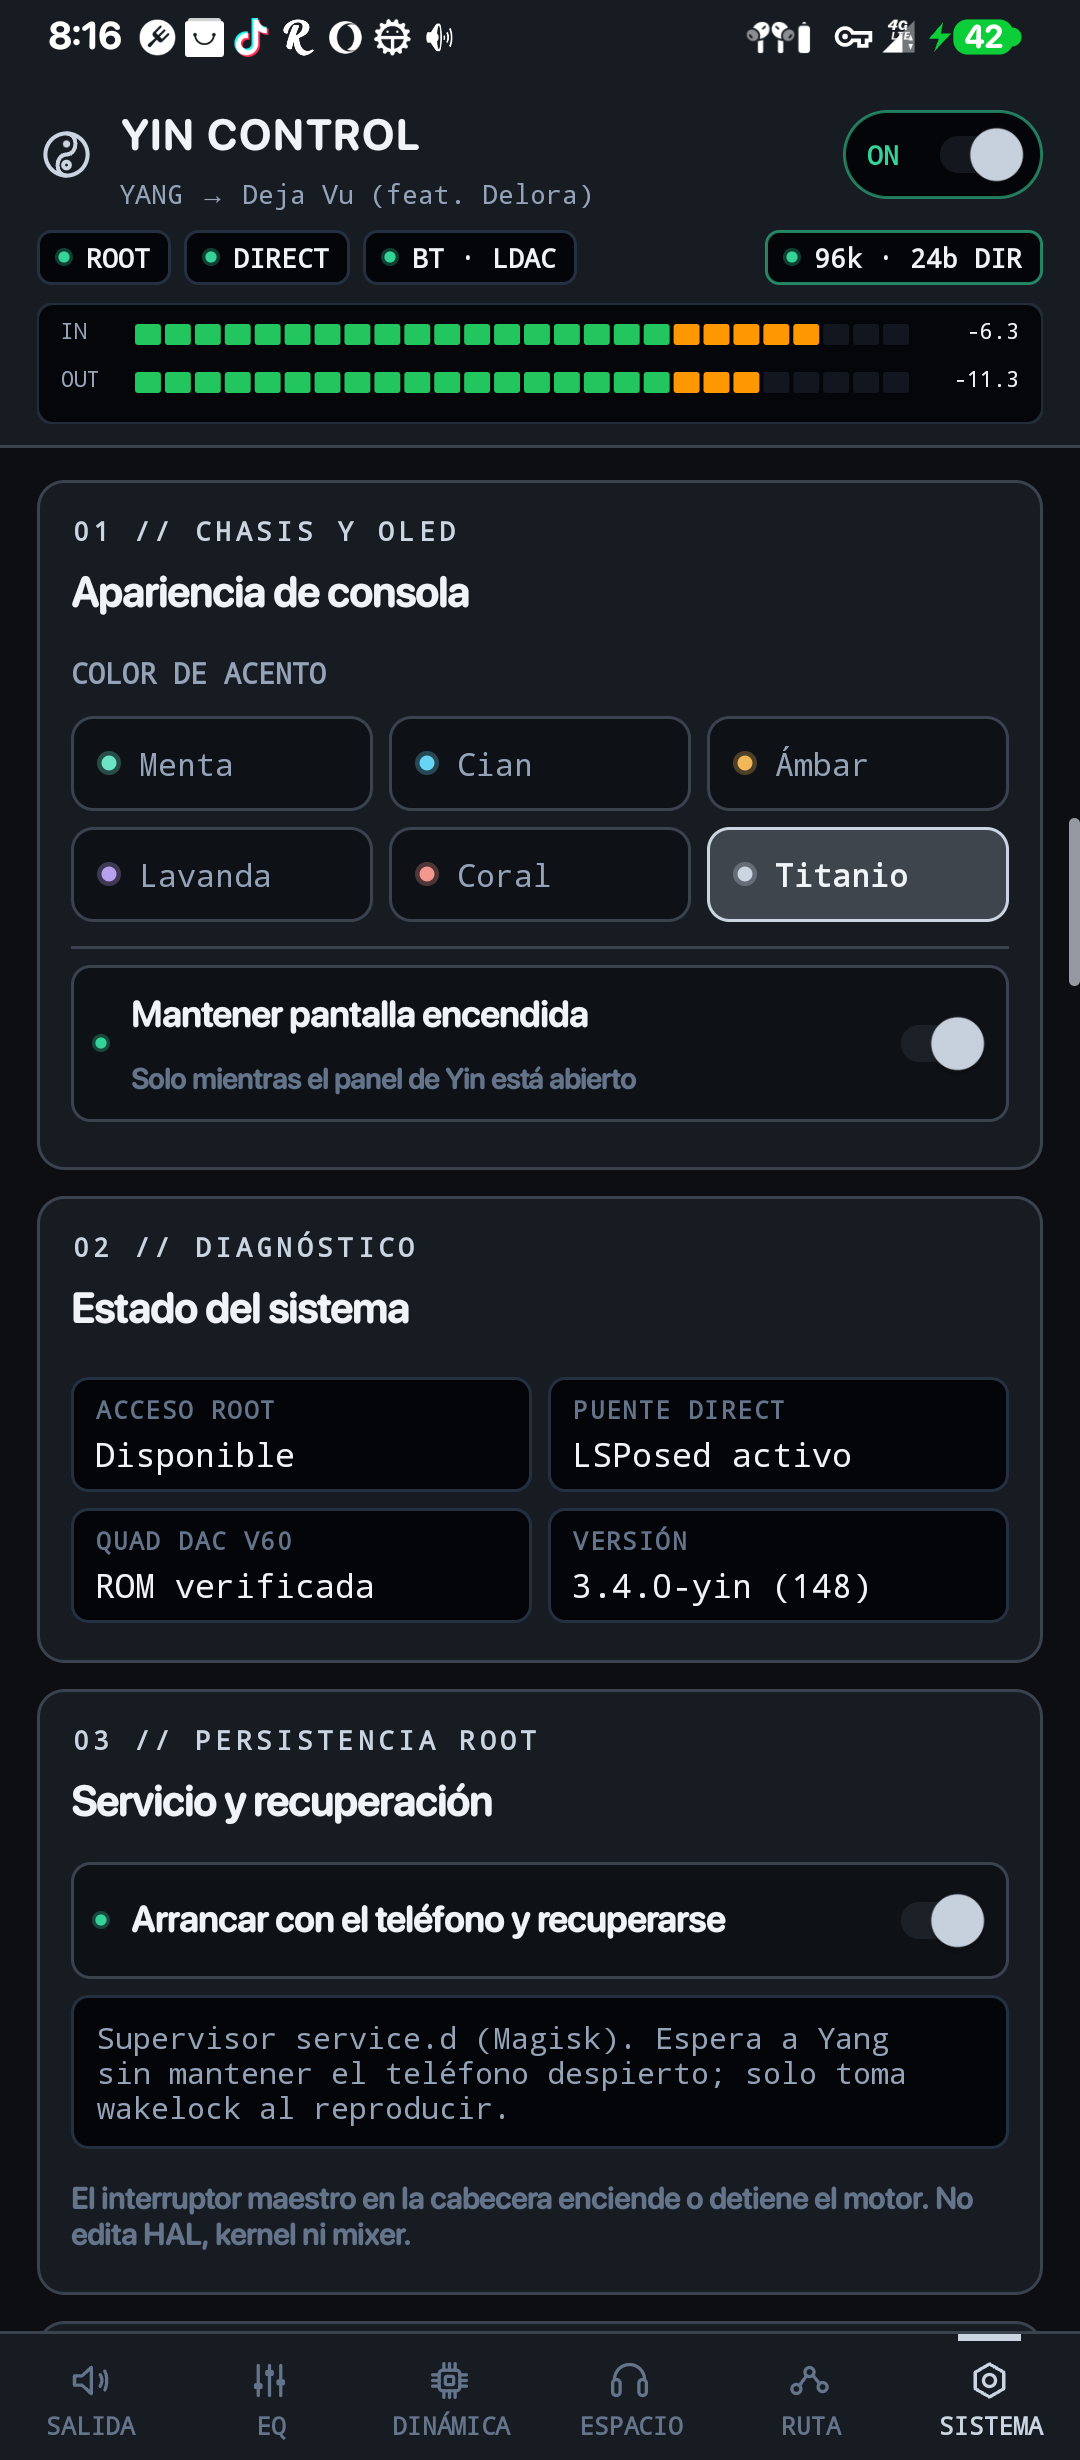 8:16
4G
LTE
42
YIN CONTROL
YANG → Deja Vu (feat. Delora)
ON
ROOT
DIRECT
BT · LDAC
96k · 24b DIR
IN
-6.3
OUT
-11.3
01 // CHASIS Y OLED
Apariencia de consola
COLOR DE ACENTO
Menta
Cian
Ámbar
Lavanda
Coral
Titanio
Mantener pantalla encendida
Solo mientras el panel de Yin está abierto
02 // DIAGNÓSTICO
Estado del sistema
ACCESO ROOT
Disponible
PUENTE DIRECT
LSPosed activo
QUAD DAC V60
ROM verificada
VERSIÓN
3.4.0-yin (148)
03 // PERSISTENCIA ROOT
Servicio y recuperación
Arrancar con el teléfono y recuperarse
Supervisor service.d (Magisk). Espera a Yang
sin mantener el teléfono despierto; solo toma
wakelock al reproducir.
El interruptor maestro en la cabecera enciende o detiene el motor. No
edita HAL, kernel ni mixer.
SALIDA
EQ
DINÁMICA
ESPACIO
RUTA
SISTEMA